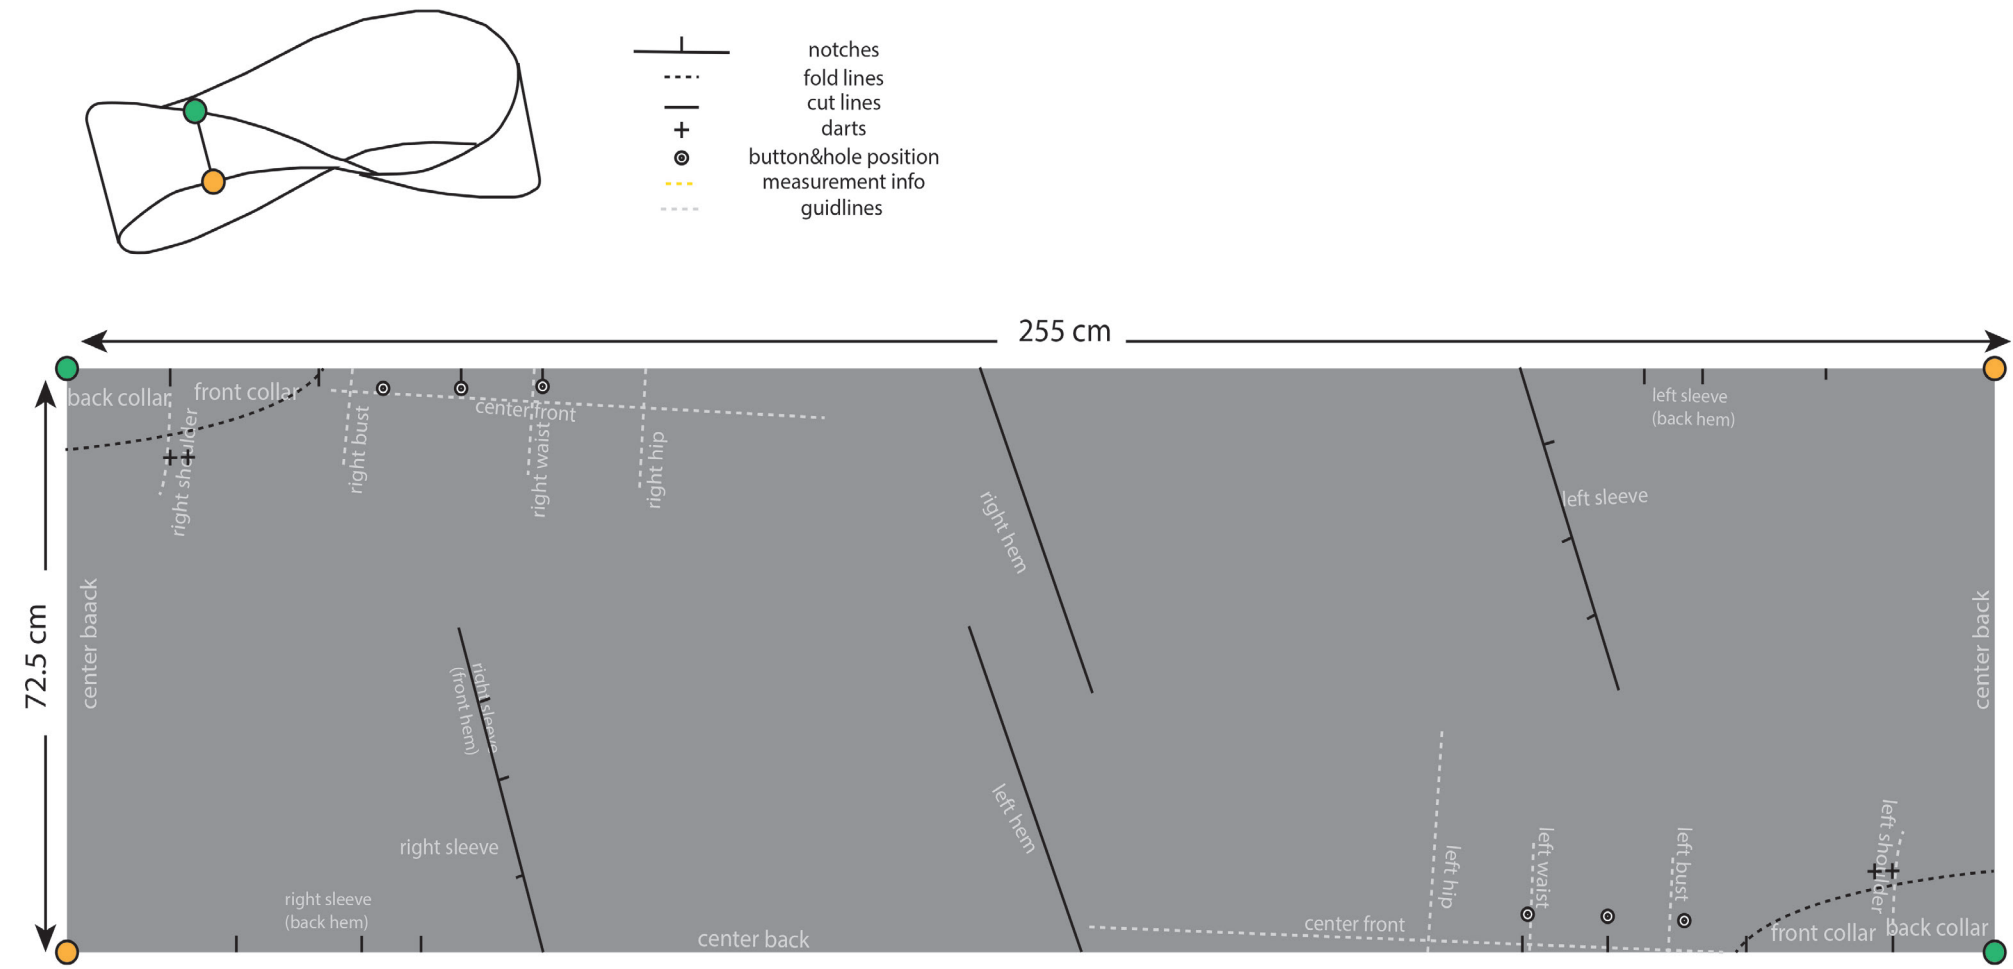 notches
fold lines
cut lines
darts
button&hole position
measurement info
guidlines
255 cm
72.5 cm
back collar
front collar
right shoulder
right bust
center front
right waist
right hip
right hem
left sleeve
(back hem)
left sleeve
center baack
center back
right sleeve
(front hem)
right sleeve
right sleeve
(back hem)
center back
left hem
center front
left hip
left waist
left bust
left shoulder
front collar
back collar